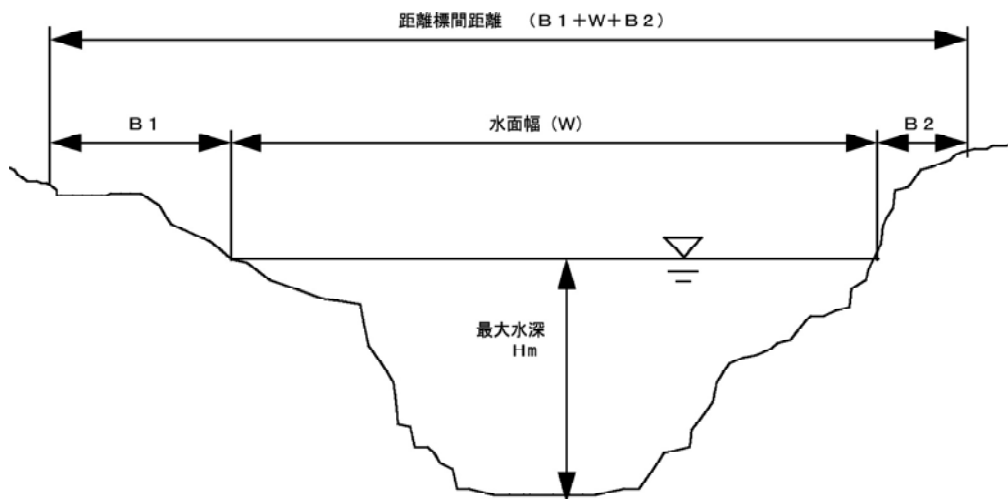 距離標間距離 （Ｂ１＋Ｗ＋Ｂ２）
Ｂ１
水面幅（Ｗ）
Ｂ２
最大水深
Ｈｍ